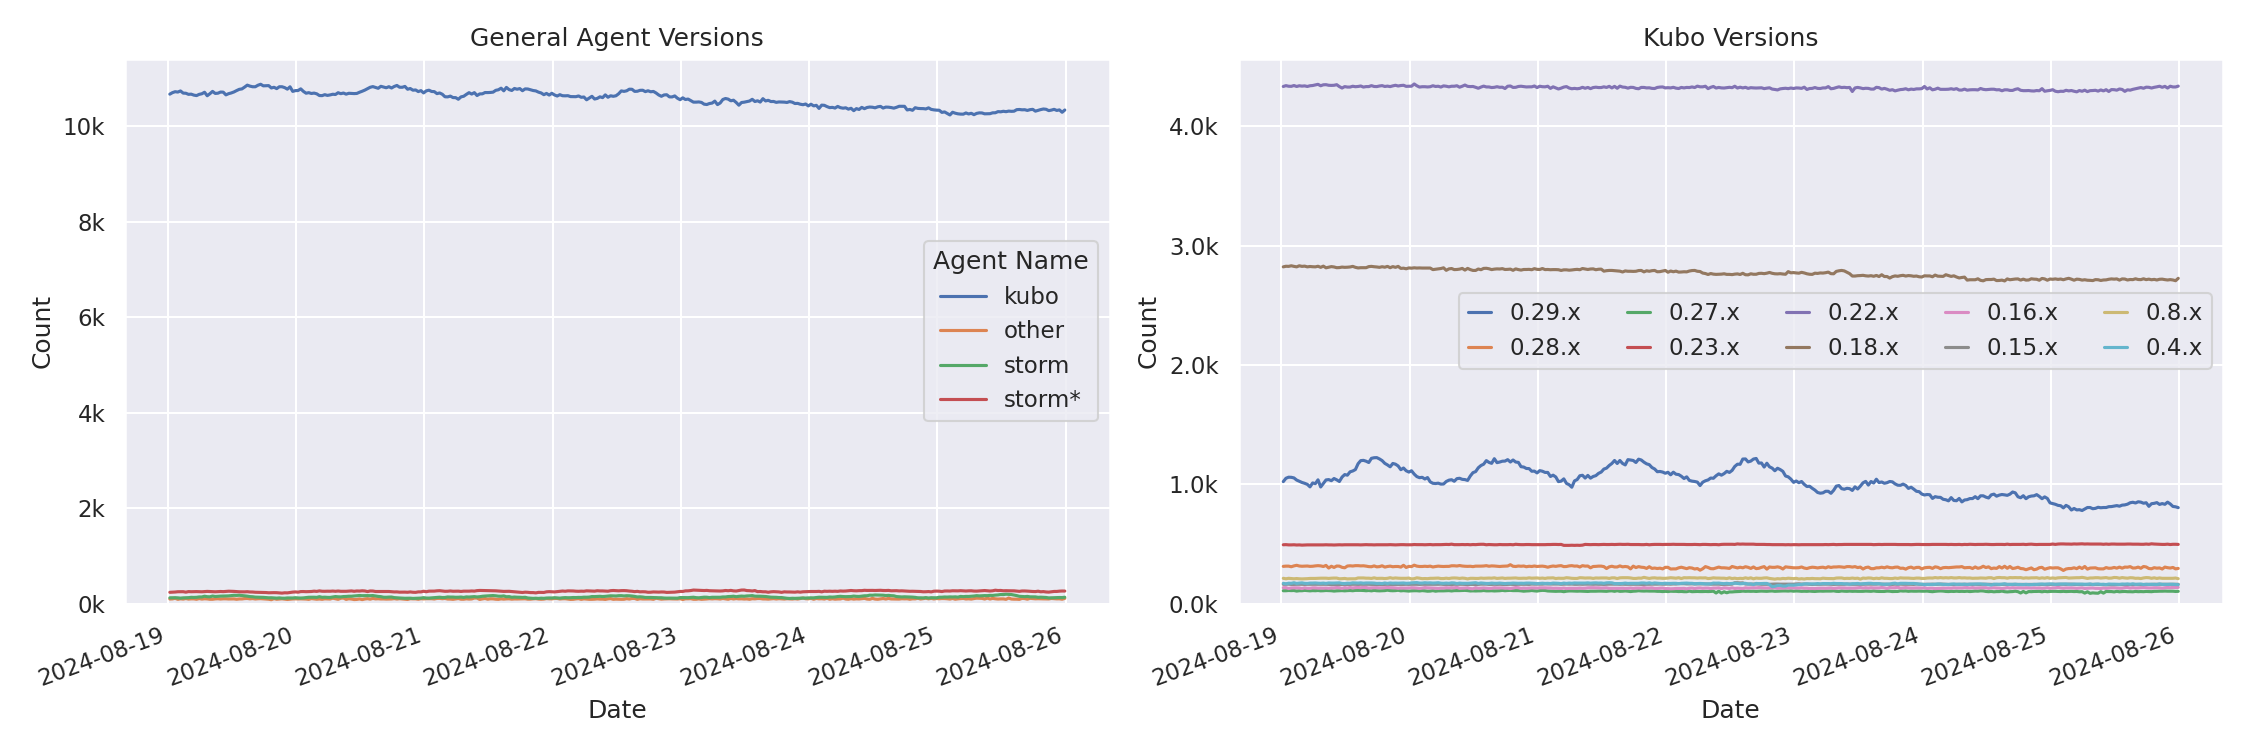 General Agent Versions
Count
10k
8k
6k
4k
2k
0k
Agent Name
kubo
other
storm
storm*
2024-08-19
2024-08-20
2024-08-21
2024-08-22
2024-08-23
2024-08-24
2024-08-25
2024-08-26
Date
Kubo Versions
Count
4.0k
3.0k
2.0k
1.0k
0.0k
0.29.x 0.27.x 0.22.x 0.16.x 0.8.x
0.28.x 0.23.x 0.18.x 0.15.x 0.4.x
2024-08-19
2024-08-20
2024-08-21
2024-08-22
2024-08-23
2024-08-24
2024-08-25
2024-08-26
Date